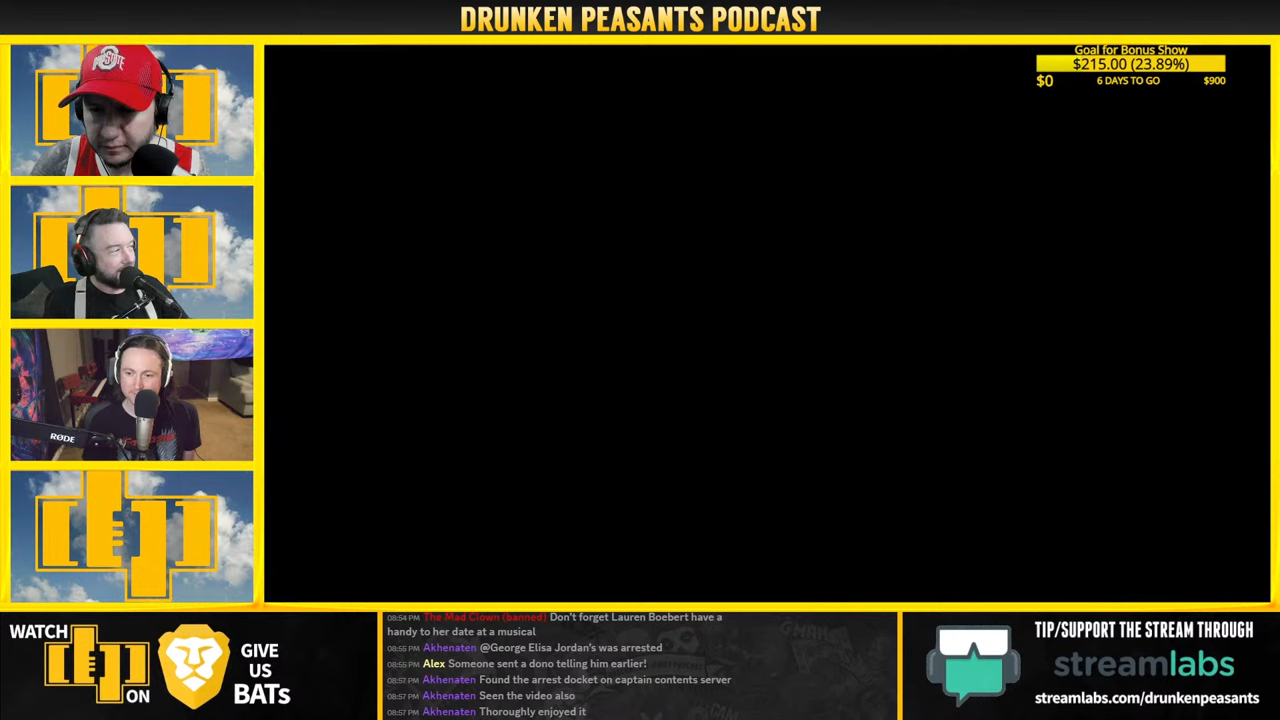 DRUNKEN PEASANTS PODCAST
Goal for Bonus Show
$215.00 (23.89%)
$0 6 DAYS TO GO $900
RØDE
WATCH
ON
GIVE
US
BATs
08:54 PM The Mad Clown (banned) Don't forget Lauren Boebert have a
handy to her date at a musical
08:55 PM Akhenaten @George Elisa Jordan's was arrested
08:55 PM Alex Someone sent a dono telling him earlier!
08:57 PM Akhenaten Found the arrest docket on captain contents server
08:57 PM Akhenaten Seen the video also
08:57 PM Akhenaten Thoroughly enjoyed it
TIP/SUPPORT THE STREAM THROUGH
streamlabs
streamlabs.com/drunkenpeasants